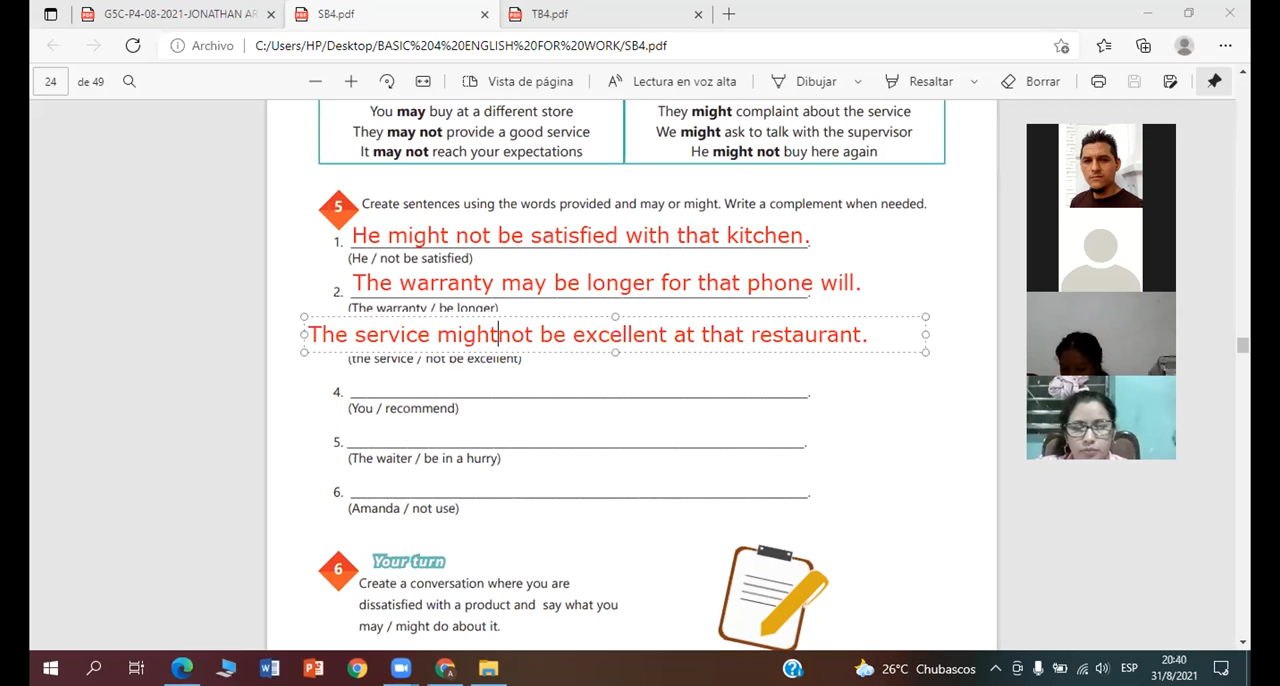 G5C-P4-08-2021-JONATHAN AR
SB4.pdf
TB4.pdf
Archivo
C:/Users/HP/Desktop/BASIC%204%20ENGLISH%20FOR%20WORK/SB4.pdf
24
de 49
Vista de página
Lectura en voz alta
Dibujar
Resaltar
Borrar
You may buy at a different store
They may not provide a good service
It may not reach your expectations
They might complaint about the service
We might ask to talk with the supervisor
He might not buy here again
5 Create sentences using the words provided and may or might. Write a complement when needed.
1. He might not be satisfied with that kitchen.
(He / not be satisfied)
2. The warranty may be longer for that phone will.
(The warranty / be longer)
The service mightnot be excellent at that restaurant.
(the service / not be excellent)
4.
(You / recommend)
5.
(The waiter / be in a hurry)
6.
(Amanda / not use)
6 Your turn
Create a conversation where you are
dissatisfied with a product and say what you
may / might do about it.
26°C Chubascos
ESP
20:40
31/8/2021